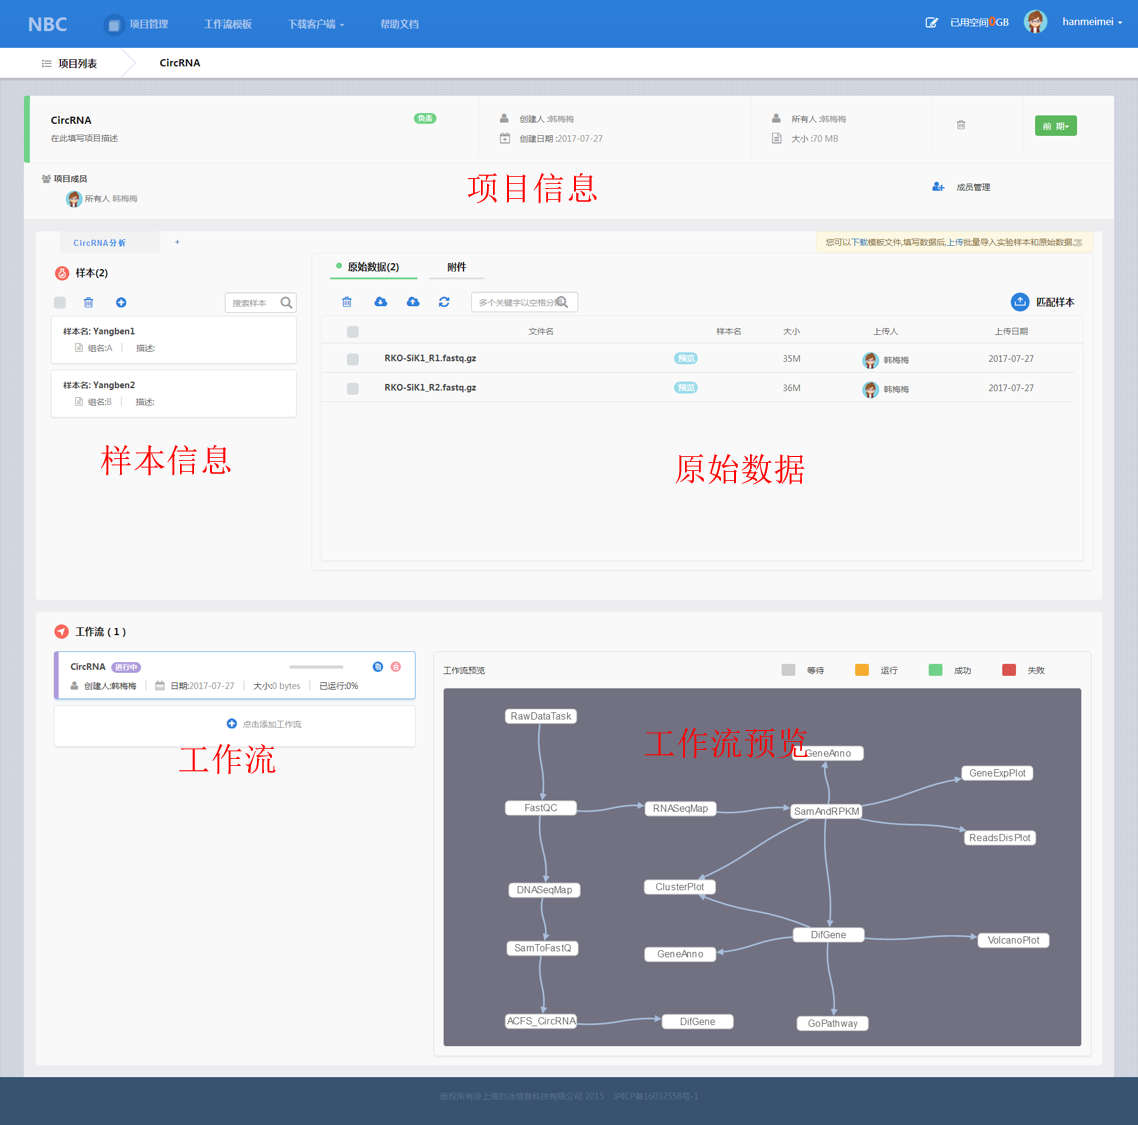 NBC 项目管理 工作流模板 下载客户端 帮助文档 已用空间0GB hanmeimei
项目列表 CircRNA
CircRNA 负责 创建人 :韩梅梅 所有人 :韩梅梅 前 期
在此填写项目描述 创建日期 :2017-07-27 大小 :70 MB
项目成员
所有人 韩梅梅 项目信息 成员管理
CircRNA分析 + 您可以下载模板文件,填写数据后,上传批量导入实验样本和原始数据.
样本(2) 原始数据(2) 附件
搜索样本 多个关键字以空格分 匹配样本
文件名 样本名 大小 上传人 上传日期
样本名: Yangben1
组名:A 描述:
RKO-SiK1_R1.fastq.gz 预览 35M 韩梅梅 2017-07-27
样本名: Yangben2
组名:B 描述:
RKO-SiK1_R2.fastq.gz 预览 36M 韩梅梅 2017-07-27
样本信息 原始数据
工作流 ( 1 )
CircRNA 进行中
创建人:韩梅梅 日期:2017-07-27 大小:0 bytes 已运行:0%
点击添加工作流
工作流
工作流预览 等待 运行 成功 失败
RawDataTask
工作流预览
GeneAnno
GeneExpPlot
FastQC RNASeqMap SamAndRPKM
ReadsDisPlot
DNASeqMap ClusterPlot
DifGene
SamToFastQ GeneAnno VolcanoPlot
ACFS_CircRNA DifGene GoPathway
版权所有@上海烈冰信息科技有限公司 2015 沪ICP备16032558号-1